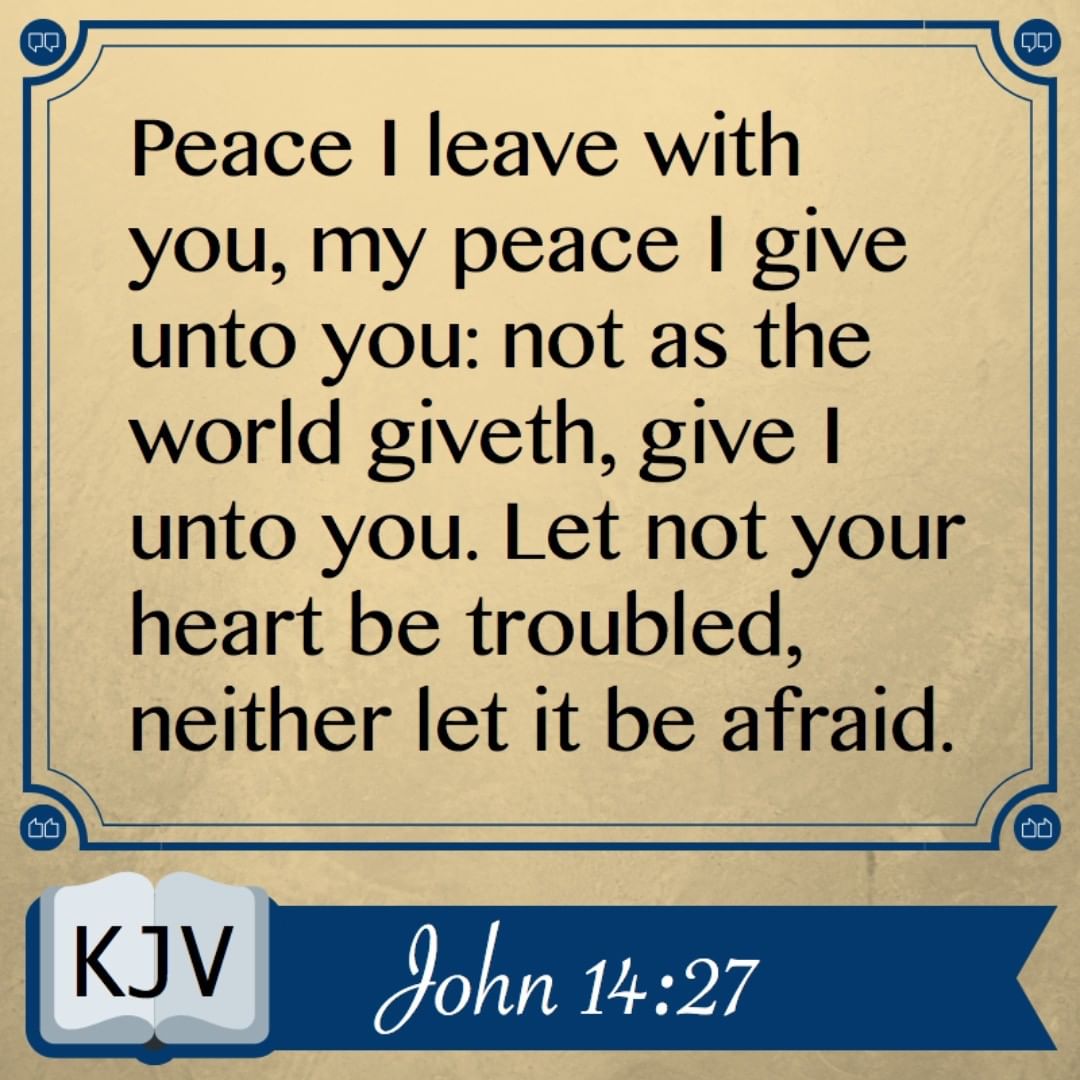 Peace I leave with
you, my peace I give
unto you: not as the
world giveth, give I
unto you. Let not your
heart be troubled,
neither let it be afraid.
KJV
John 14:27